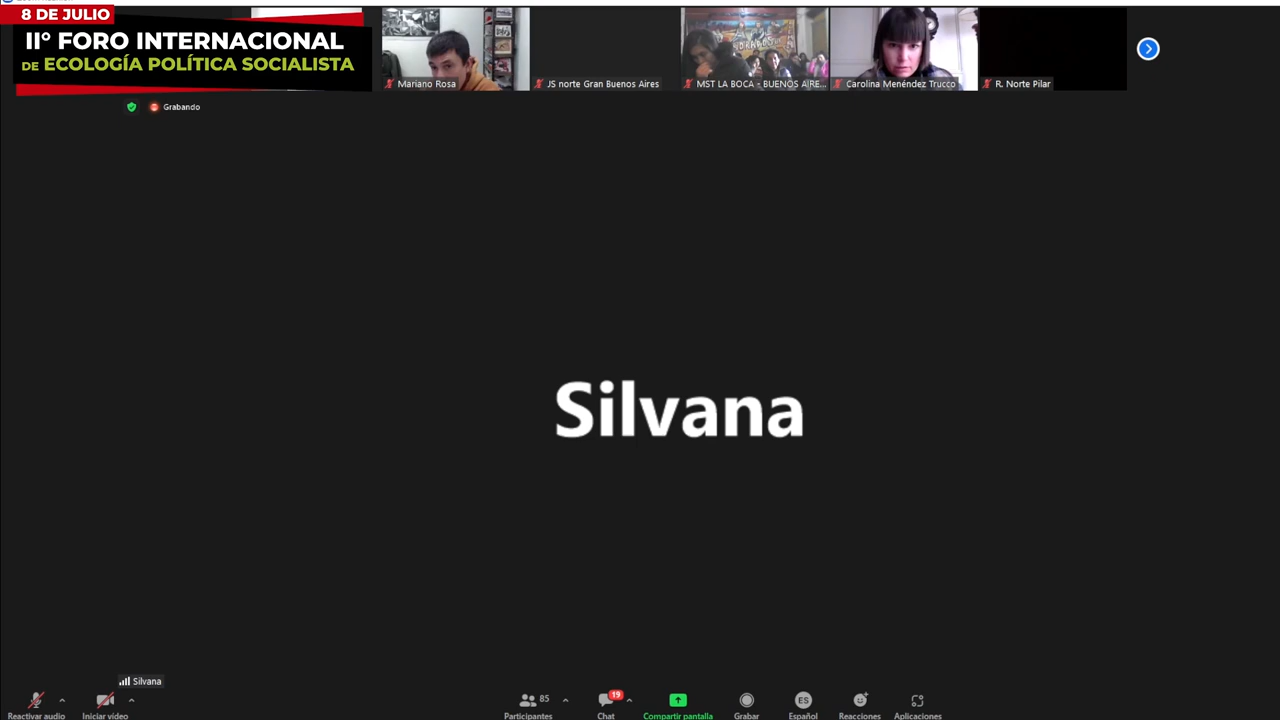 8 DE JULIO
IIº FORO INTERNACIONAL
DE ECOLOGÍA POLÍTICA SOCIALISTA
Mariano Rosa
JS norte Gran Buenos Aires
MST LA BOCA - BUENOS AIRE...
Carolina Menéndez Trucco
R. Norte Pilar
Grabando
Silvana
Silvana
Reactivar audio
Iniciar vídeo
85
Participantes
19
Chat
Compartir pantalla
Grabar
ES
Español
Reacciones
Aplicaciones